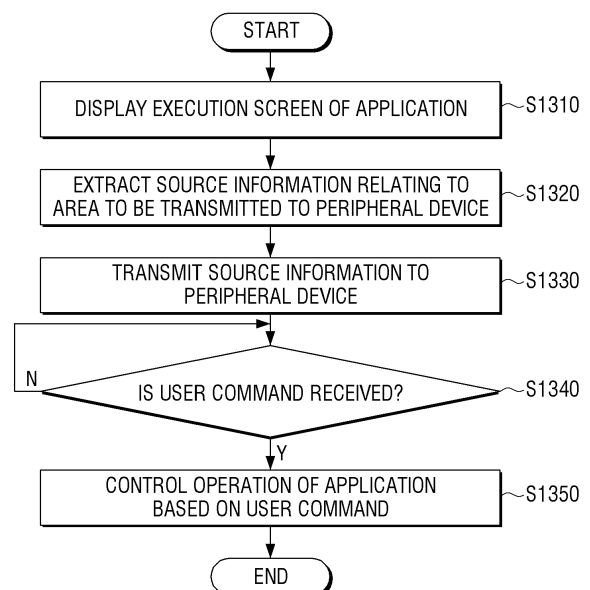 START
DISPLAY EXECUTION SCREEN OF APPLICATION
S1310
EXTRACT SOURCE INFORMATION RELATING TO
AREA TO BE TRANSMITTED TO PERIPHERAL DEVICE
S1320
TRANSMIT SOURCE INFORMATION TO
PERIPHERAL DEVICE
S1330
N
IS USER COMMAND RECEIVED?
S1340
Y
CONTROL OPERATION OF APPLICATION
BASED ON USER COMMAND
S1350
END